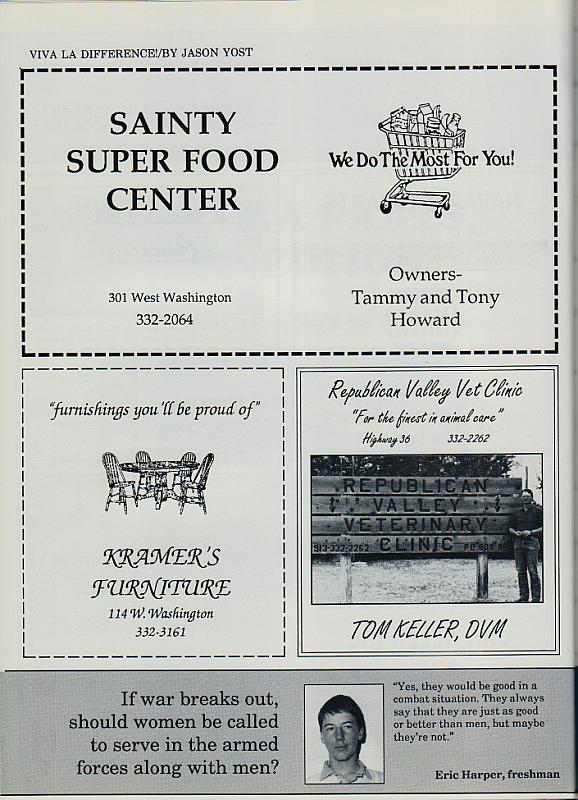 VIVA LA DIFFERENCE!/BY JASON YOST
SAINTY
SUPER FOOD
CENTER
We Do The Most For You!
301 West Washington
332-2064
Owners-
Tammy and Tony
Howard
"furnishings you'll be proud of"
KRAMER'S
FURNITURE
114 W. Washington
332-3161
Republican Valley Vet Clinic
"For the finest in animal care"
Highway 36 332-2262
REPUBLICAN
VALLEY
VETERINARY
CLINIC
913-332-2262 P.O. BOX
TOM KELLER, DVM
If war breaks out,
should women be called
to serve in the armed
forces along with men?
"Yes, they would be good in a
combat situation. They always
say that they are just as good
or better than men, but maybe
they're not."
Eric Harper, freshman